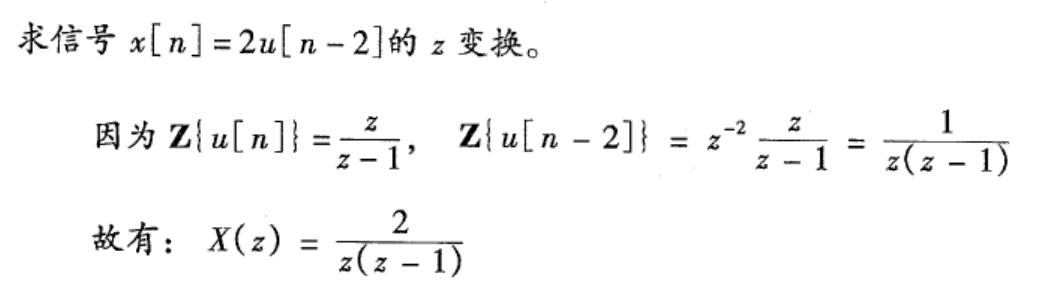 求信号 x[n]=2u[n-2]的 z 变换。
因为 Z{u[n]}=z/(z-1), Z{u[n-2]} = z^{-2} z/(z-1) = 1/(z(z-1))
故有: X(z) = 2/(z(z-1))